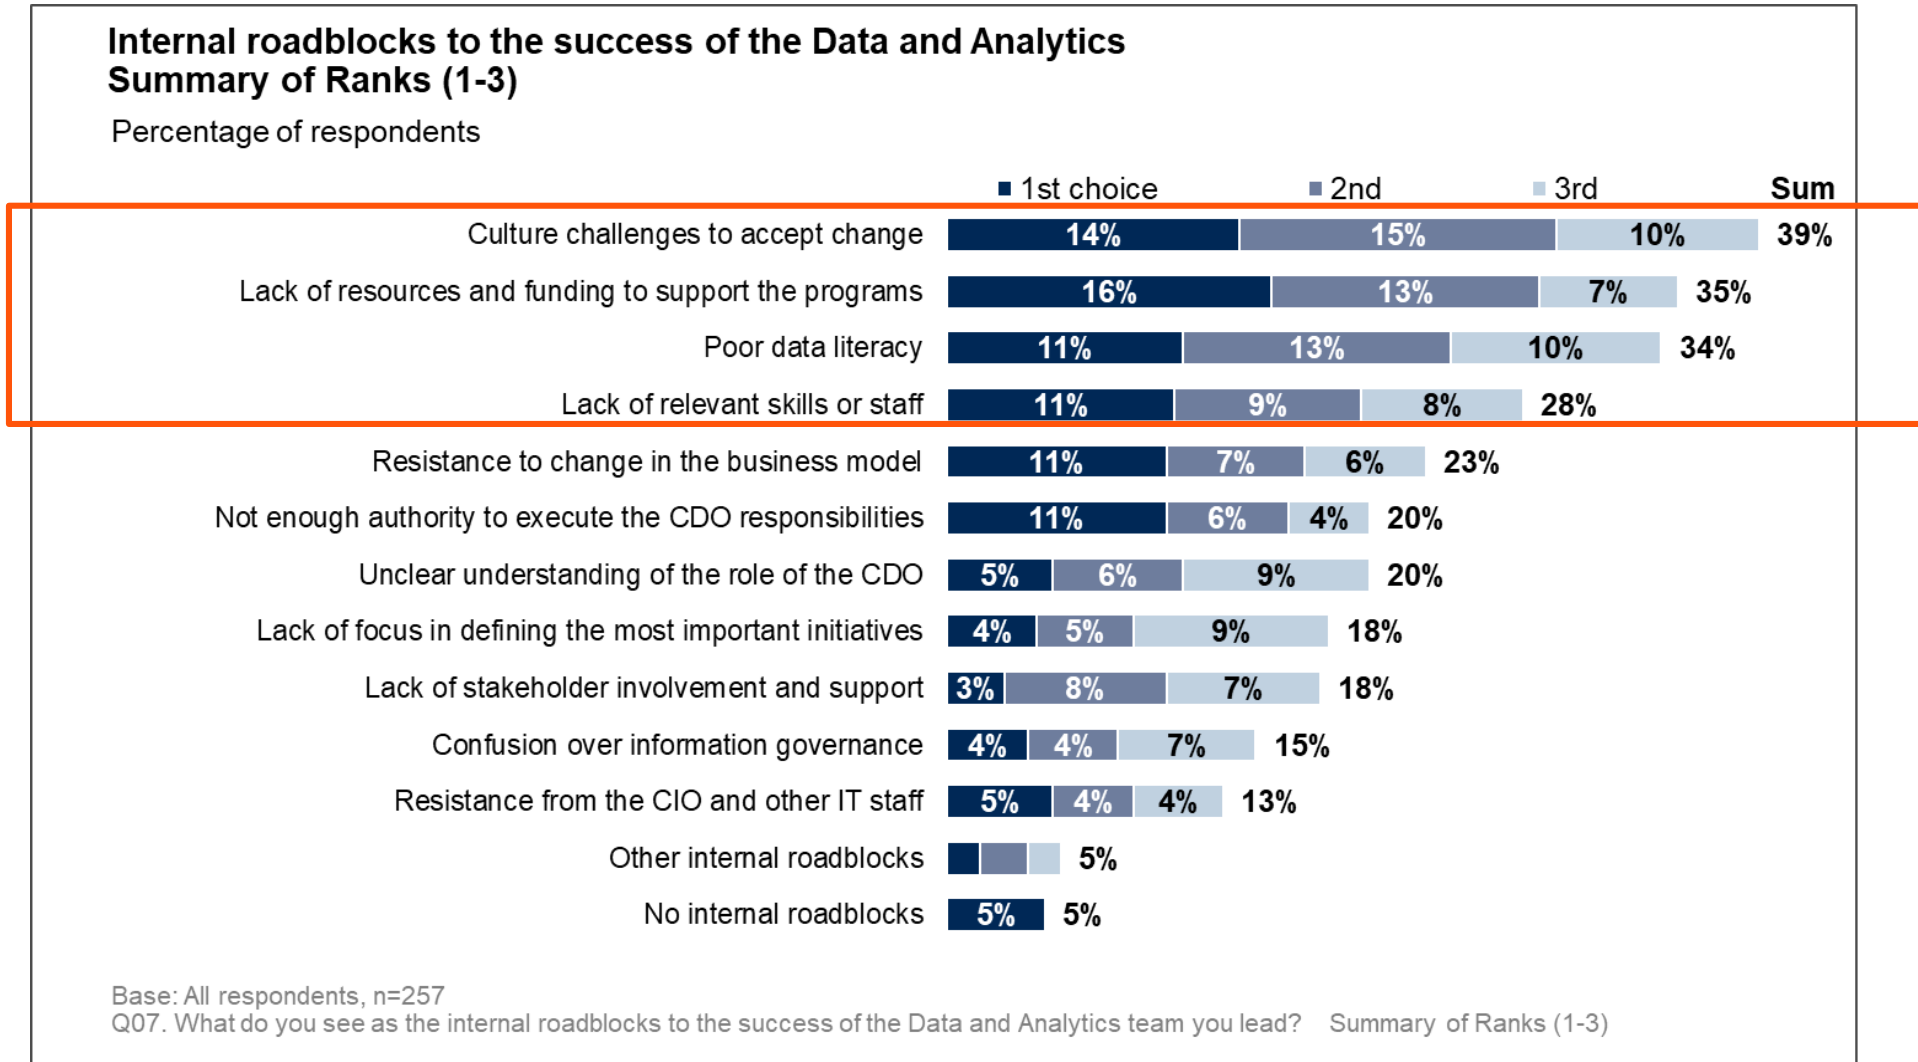 Internal roadblocks to the success of the Data and Analytics
Summary of Ranks (1-3)
Percentage of respondents
1st choice 2nd 3rd Sum
Culture challenges to accept change 14% 15% 10% 39%
Lack of resources and funding to support the programs 16% 13% 7% 35%
Poor data literacy 11% 13% 10% 34%
Lack of relevant skills or staff 11% 9% 8% 28%
Resistance to change in the business model 11% 7% 6% 23%
Not enough authority to execute the CDO responsibilities 11% 6% 4% 20%
Unclear understanding of the role of the CDO 5% 6% 9% 20%
Lack of focus in defining the most important initiatives 4% 5% 9% 18%
Lack of stakeholder involvement and support 3% 8% 7% 18%
Confusion over information governance 4% 4% 7% 15%
Resistance from the CIO and other IT staff 5% 4% 4% 13%
Other internal roadblocks 5%
No internal roadblocks 5% 5%
Base: All respondents, n=257
Q07. What do you see as the internal roadblocks to the success of the Data and Analytics team you lead? Summary of Ranks (1-3)